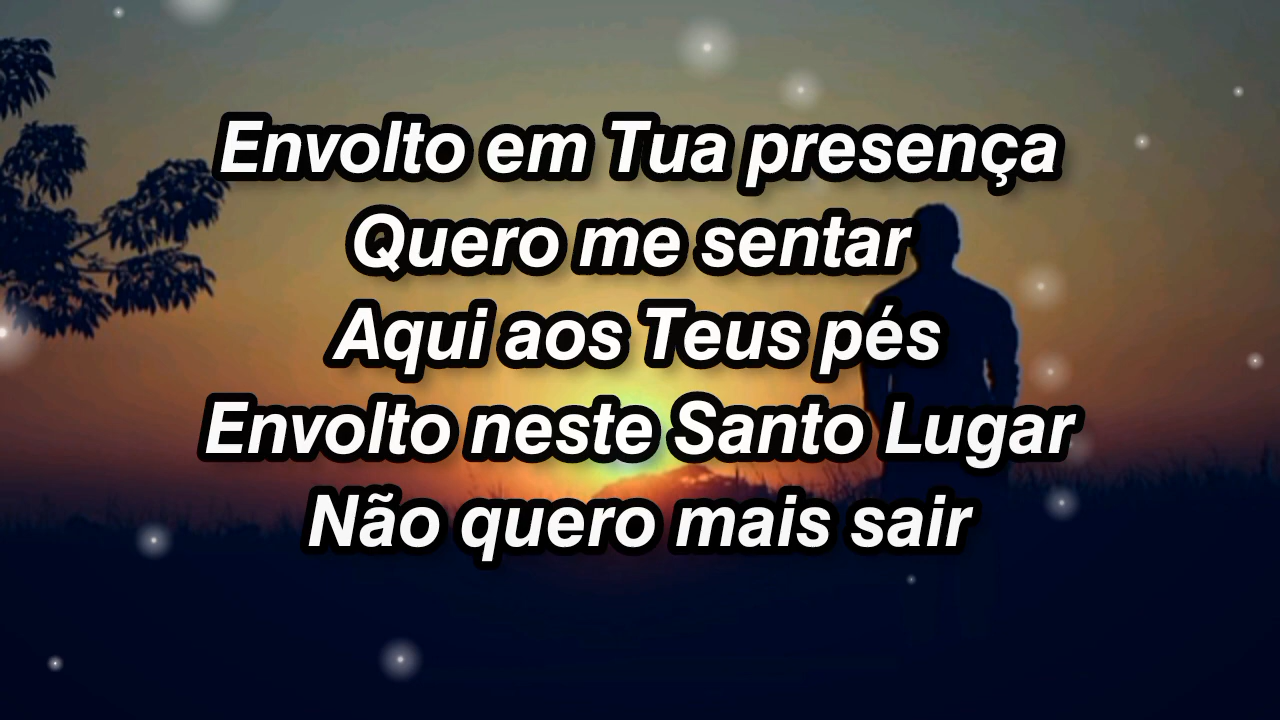 Envolto em Tua presença
Quero me sentar
Aqui aos Teus pés
Envolto neste Santo Lugar
Não quero mais sair